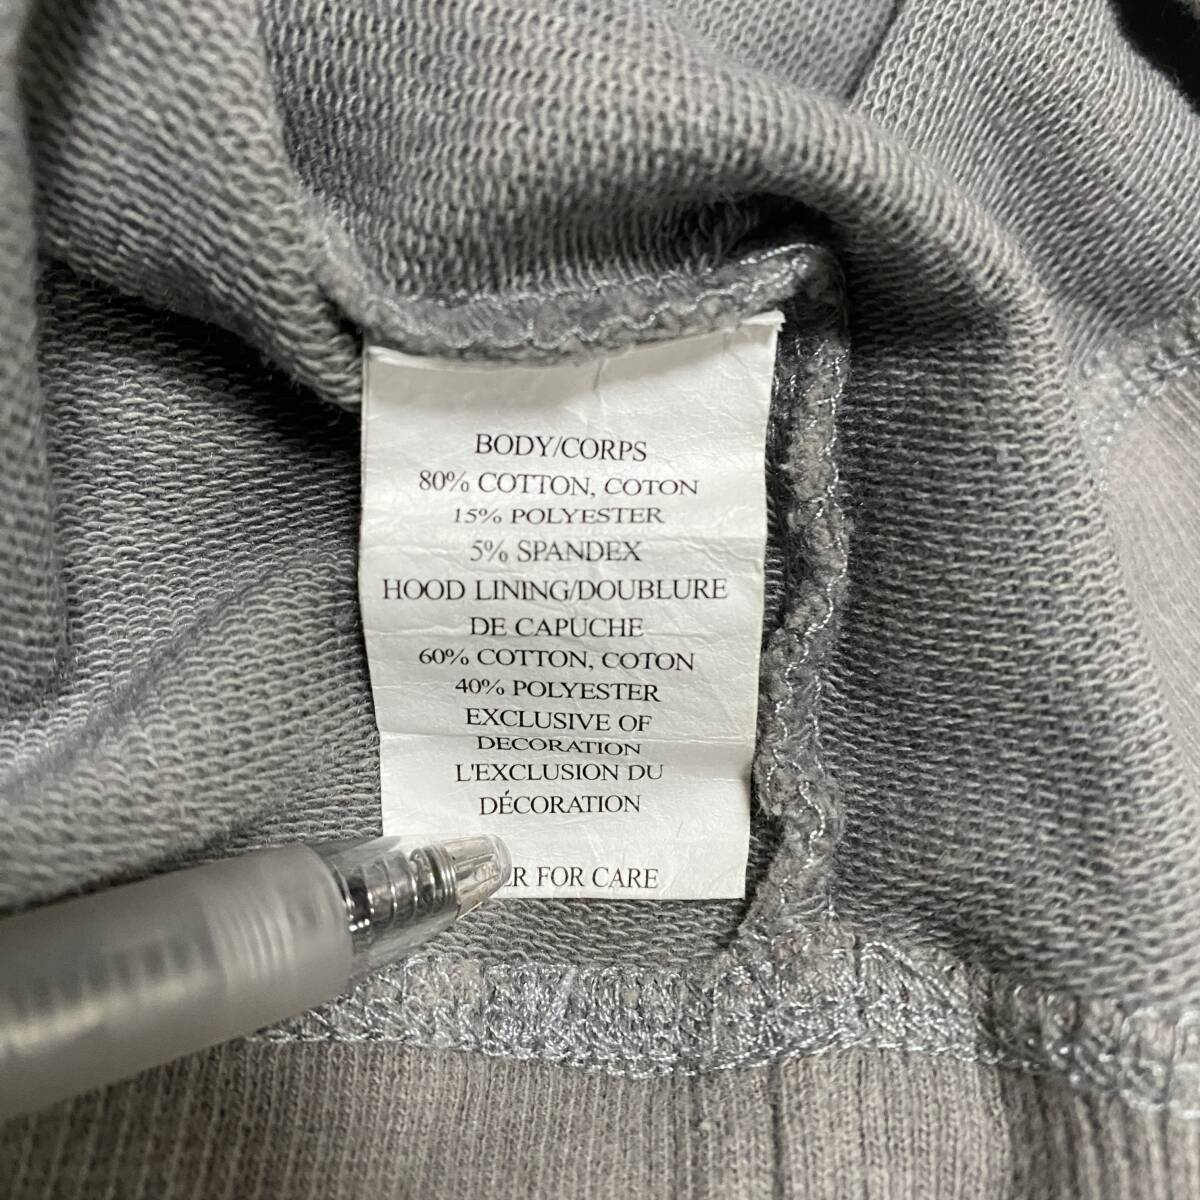 BODY/CORPS
80% COTTON, COTON
15% POLYESTER
5% SPANDEX
HOOD LINING/DOUBLURE
DE CAPUCHE
60% COTTON, COTON
40% POLYESTER
EXCLUSIVE OF
DECORATION
L'EXCLUSION DU
DÉCORATION
FOR CARE